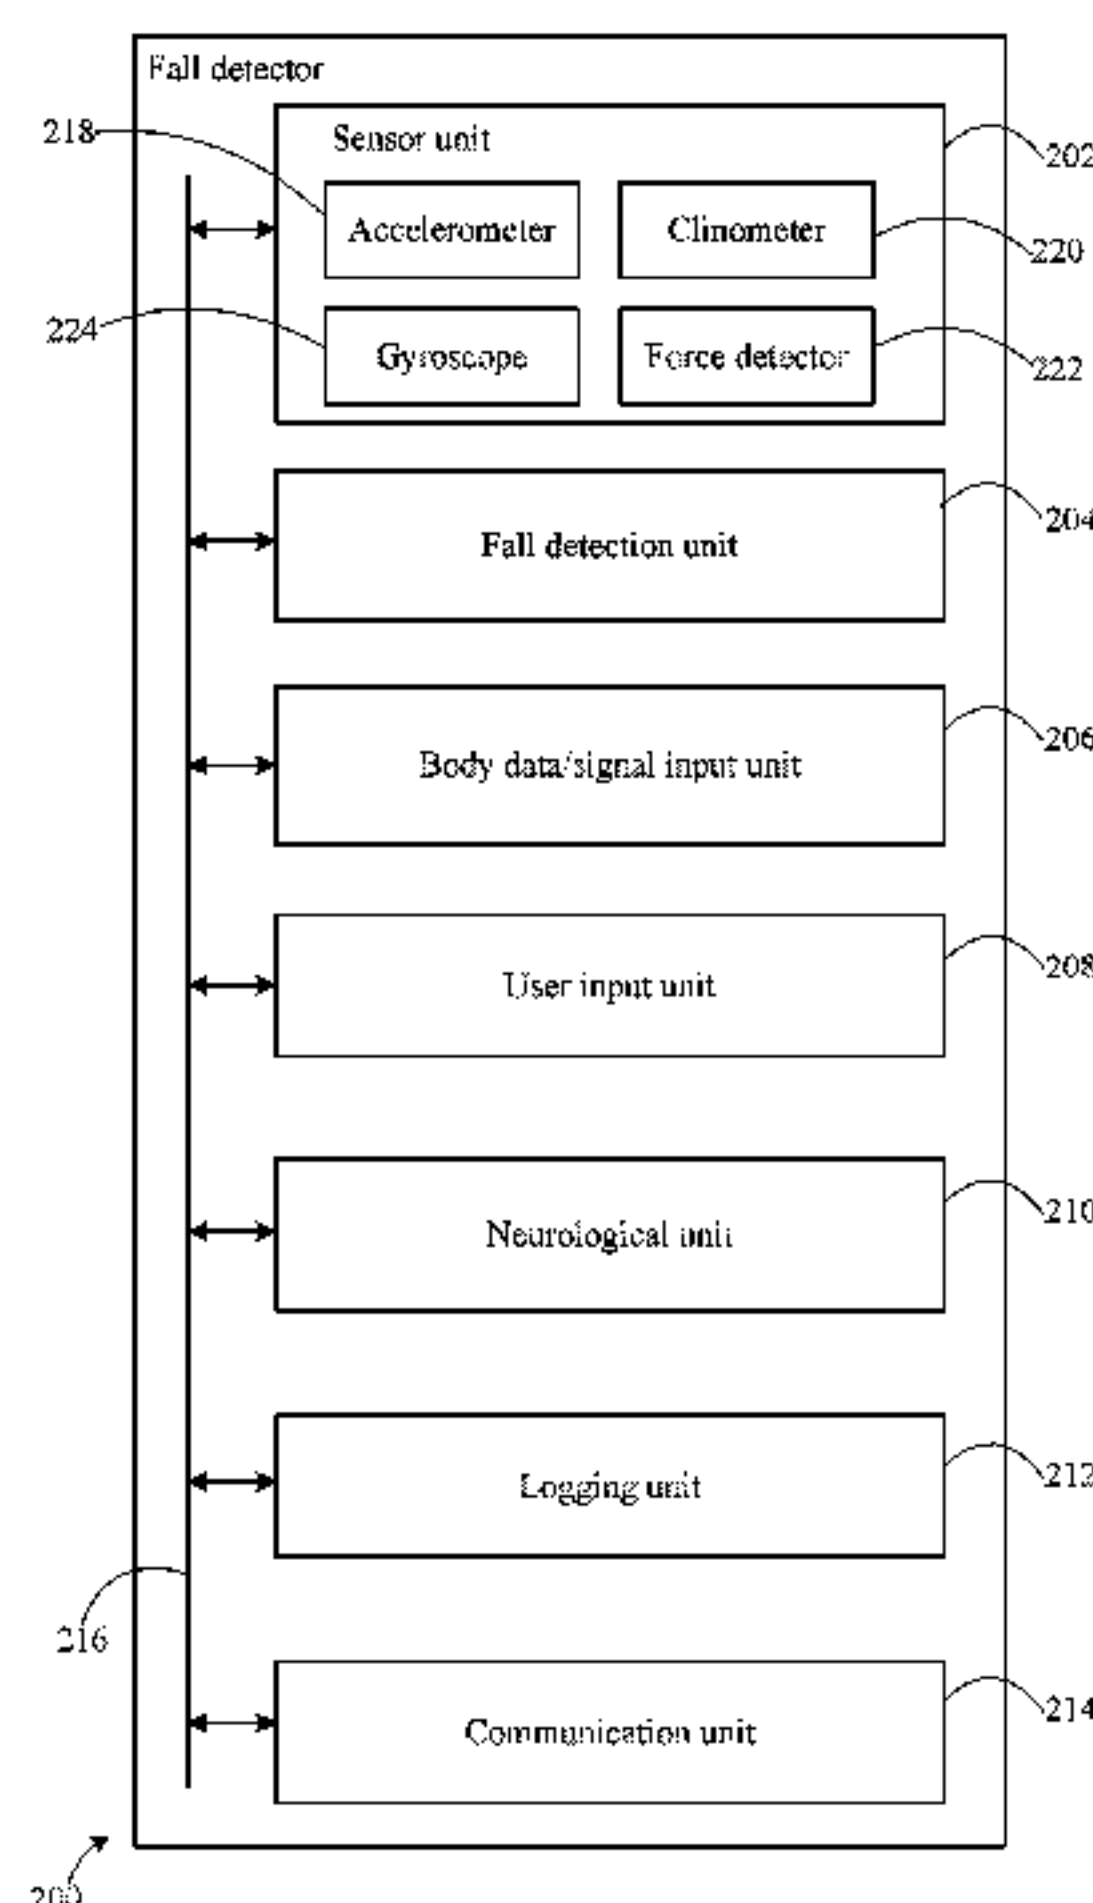 Fall detector
218
Sensor unit
202
Accelerometer
Clinometer
220
224
Gyroscope
Force detector
222
204
Fall detection unit
206
Body data/signal input unit
208
User input unit
210
Neurological unit
212
Logging unit
216
214
Communication unit
200